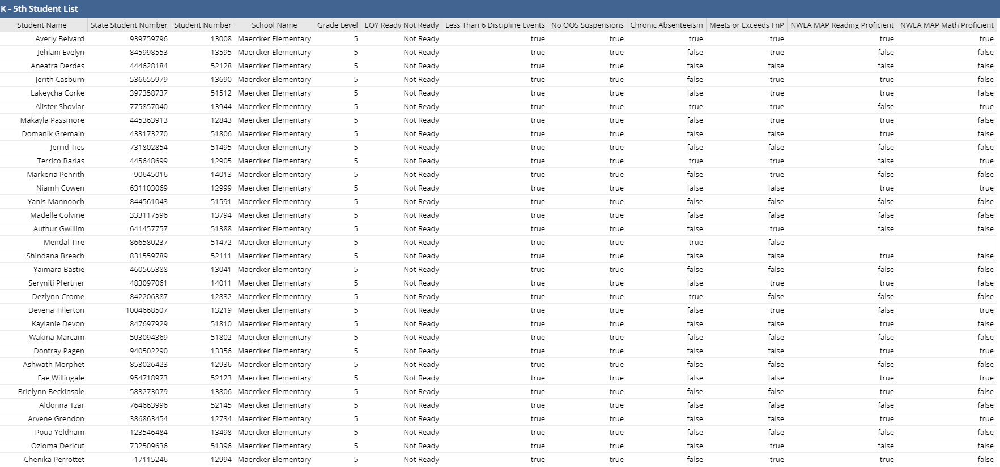 K - 5th Student List
Student Name State Student Number Student Number School Name Grade Level EOY Ready Not Ready Less Than 6 Discipline Events No OOS Suspensions Chronic Absenteeism Meets or Exceeds FnP NWEA MAP Reading Proficient NWEA MAP Math Proficient
Averly Belvard 939759796 13008 Maercker Elementary 5 Not Ready true true true true true true
Jehlani Evelyn 845998553 13595 Maercker Elementary 5 Not Ready true true false true false false
Aneatra Derdes 444628184 52128 Maercker Elementary 5 Not Ready true true false false false false
Jerith Casburn 536655979 13690 Maercker Elementary 5 Not Ready true true false true true false
Lakeycha Corke 397358737 51512 Maercker Elementary 5 Not Ready true true false true true false
Alister Shovlar 775857040 13944 Maercker Elementary 5 Not Ready true true true true false true
Makayla Passmore 445363913 12843 Maercker Elementary 5 Not Ready true true false true true false
Domanik Gremain 433173270 51806 Maercker Elementary 5 Not Ready true true false false true false
Jerrid Ties 731802854 51495 Maercker Elementary 5 Not Ready true true false false false false
Terrico Barlas 445648699 12905 Maercker Elementary 5 Not Ready true true true true false true
Markeria Penrith 90645016 14013 Maercker Elementary 5 Not Ready true true false true false false
Niamh Cowen 631103069 12999 Maercker Elementary 5 Not Ready true true false false true true
Yanis Mannooch 844561043 51591 Maercker Elementary 5 Not Ready true true false false false false
Madelle Colvine 333117596 13794 Maercker Elementary 5 Not Ready true true false false false false
Authur Gwillim 641457757 51388 Maercker Elementary 5 Not Ready true true false true false false
Mendal Tire 866580237 51472 Maercker Elementary 5 Not Ready true true true false
Shindana Breach 831559789 52111 Maercker Elementary 5 Not Ready true true false false true false
Yaimara Bastie 460565388 13041 Maercker Elementary 5 Not Ready true true false false false false
Seryniti Pfertner 483097061 14011 Maercker Elementary 5 Not Ready true true false true true false
Dezlynn Crome 842206387 12832 Maercker Elementary 5 Not Ready true true true false false false
Devena Tillerton 1004668507 13219 Maercker Elementary 5 Not Ready true true false true false true
Kaylanie Devon 847697929 51810 Maercker Elementary 5 Not Ready true true false false true false
Wakina Marcam 503094369 51802 Maercker Elementary 5 Not Ready true true false false false false
Dontray Pagen 940502290 13356 Maercker Elementary 5 Not Ready true true false false true true
Ashwath Morphet 853026423 12936 Maercker Elementary 5 Not Ready true true false false false false
Fae Willingale 954718973 52123 Maercker Elementary 5 Not Ready true true false false true true
Brielynn Beckinsale 583273079 13806 Maercker Elementary 5 Not Ready true true false false true false
Aldonna Tzar 764663996 52145 Maercker Elementary 5 Not Ready true true false false false false
Arvene Grendon 386863454 12734 Maercker Elementary 5 Not Ready true true false false true true
Poua Yeldham 123546484 13498 Maercker Elementary 5 Not Ready true true false false false false
Ozioma Dericut 732509636 51396 Maercker Elementary 5 Not Ready true true false true false false
Chenika Perrottet 17115246 12994 Maercker Elementary 5 Not Ready true true false true true false